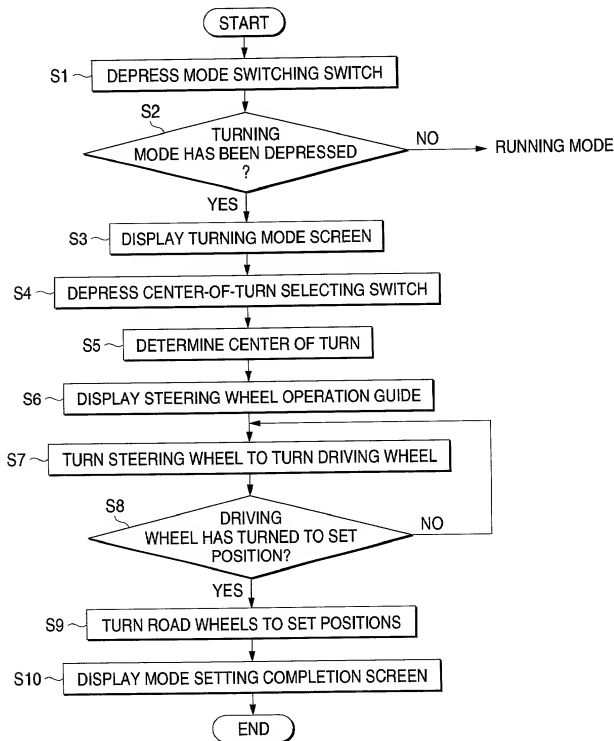 START
S1 DEPRESS MODE SWITCHING SWITCH
S2
TURNING
MODE HAS BEEN DEPRESSED
?
NO
RUNNING MODE
YES
S3 DISPLAY TURNING MODE SCREEN
S4 DEPRESS CENTER-OF-TURN SELECTING SWITCH
S5 DETERMINE CENTER OF TURN
S6 DISPLAY STEERING WHEEL OPERATION GUIDE
S7 TURN STEERING WHEEL TO TURN DRIVING WHEEL
S8
DRIVING
WHEEL HAS TURNED TO SET
POSITION?
NO
YES
S9 TURN ROAD WHEELS TO SET POSITIONS
S10 DISPLAY MODE SETTING COMPLETION SCREEN
END